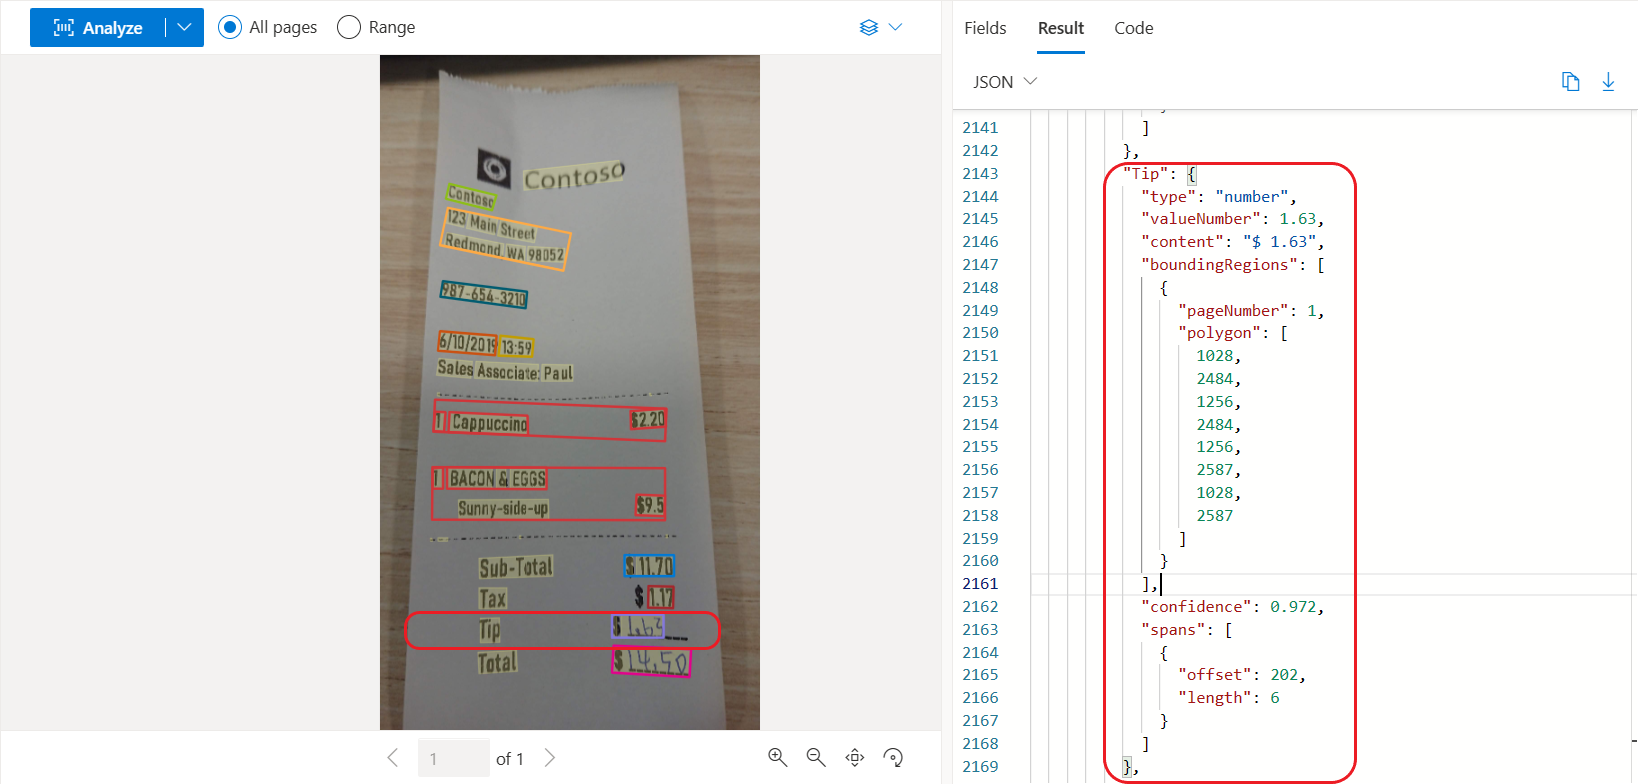 Analyze
All pages
Range
Contoso
Contoso
123 Main Street
Redmond, WA 98052
987-654-3210
6/10/2019 13:59
Sales Associate: Paul
1 Cappuccino $2.20
1 BACON & EGGS
Sunny-side-up $9.5
Sub-Total $ 11.70
Tax $ 1.17
Tip $ 1.63
Total $ 14.50
1 of 1
Fields Result Code
JSON
2141 ]
2142 },
2143 "Tip": {
2144 "type": "number",
2145 "valueNumber": 1.63,
2146 "content": "$ 1.63",
2147 "boundingRegions": [
2148 {
2149 "pageNumber": 1,
2150 "polygon": [
2151 1028,
2152 2484,
2153 1256,
2154 2484,
2155 1256,
2156 2587,
2157 1028,
2158 2587
2159 ]
2160 }
2161 ],
2162 "confidence": 0.972,
2163 "spans": [
2164 {
2165 "offset": 202,
2166 "length": 6
2167 }
2168 ]
2169 },